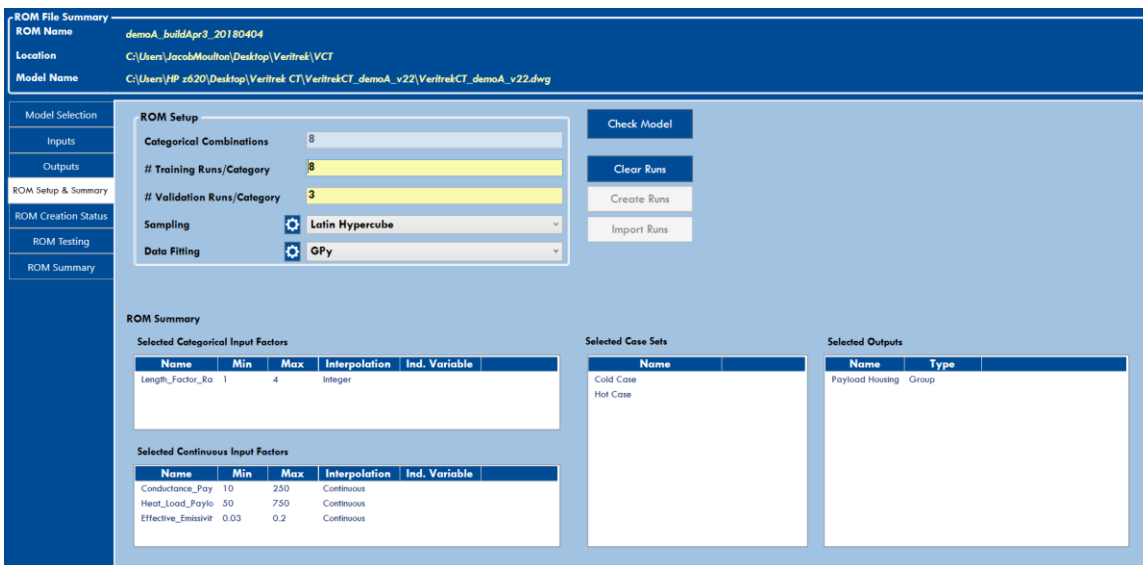 ROM File Summary
ROM Name demoA_buildApr3_20180404
Location C:\Users\JacobMoulton\Desktop\Veritrek\VCT
Model Name C:\Users\HP z620\Desktop\Veritrek CT\VeritrekCT_demoA_v22\VeritrekCT_demoA_v22.dwg
Model Selection
Inputs
Outputs
ROM Setup & Summary
ROM Creation Status
ROM Testing
ROM Summary
ROM Setup
Categorical Combinations 8
# Training Runs/Category 8
# Validation Runs/Category 3
Sampling Latin Hypercube
Data Fitting GPy
Check Model
Clear Runs
Create Runs
Import Runs
ROM Summary
Selected Categorical Input Factors
Name Min Max Interpolation Ind. Variable
Length_Factor_Ra 1 4 Integer
Selected Continuous Input Factors
Name Min Max Interpolation Ind. Variable
Conductance_Pay 10 250 Continuous
Heat_Load_Paylo 50 750 Continuous
Effective_Emissivit 0.03 0.2 Continuous
Selected Case Sets
Name
Cold Case
Hot Case
Selected Outputs
Name Type
Payload Housing Group